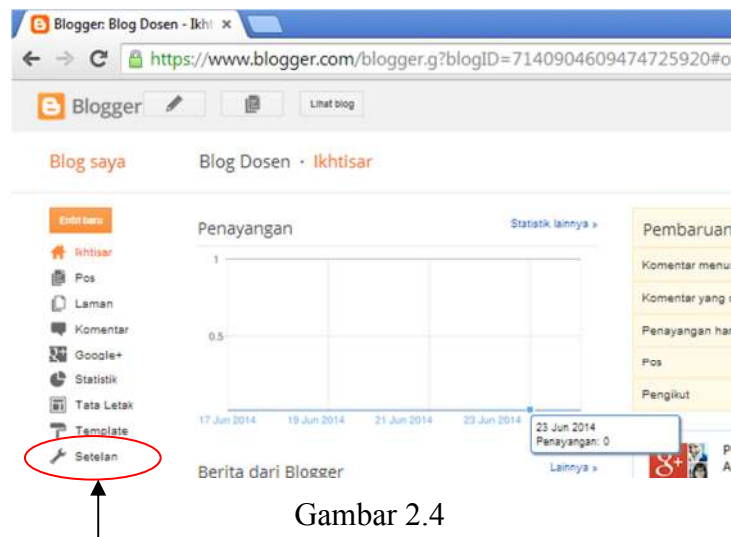 Blogger: Blog Dosen - Ikht
https://www.blogger.com/blogger.g?blogID=7140904609474725920#o
Blogger
Lihat blog
Blog saya
Blog Dosen · Ikhtisar
Entri baru
Ikhtisar
Pos
Laman
Komentar
Google+
Statistik
Tata Letak
Template
Setelan
Penayangan
Statistik lainnya »
1
0.5
17 Jun 2014
19 Jun 2014
21 Jun 2014
23 Jun 2014
23 Jun 2014
Penayangan: 0
Berita dari Blogger
Lainnya »
Pembaruan
Komentar menu
Komentar yang
Penayangan har
Pos
Pengikut
g+
P
A
Gambar 2.4